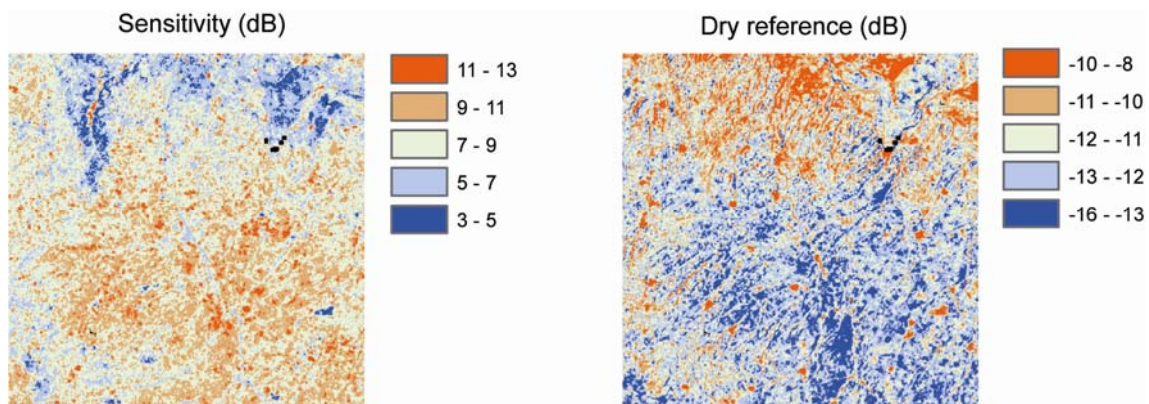 Sensitivity (dB)
11 - 13
9 - 11
7 - 9
5 - 7
3 - 5
Dry reference (dB)
-10 - -8
-11 - -10
-12 - -11
-13 - -12
-16 - -13